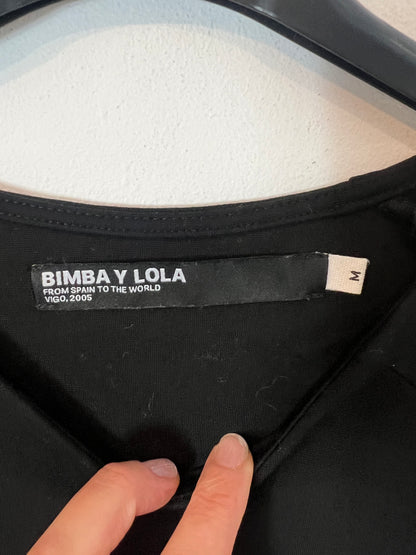 BIMBA Y LOLA
FROM SPAIN TO THE WORLD
VIGO, 2005
M